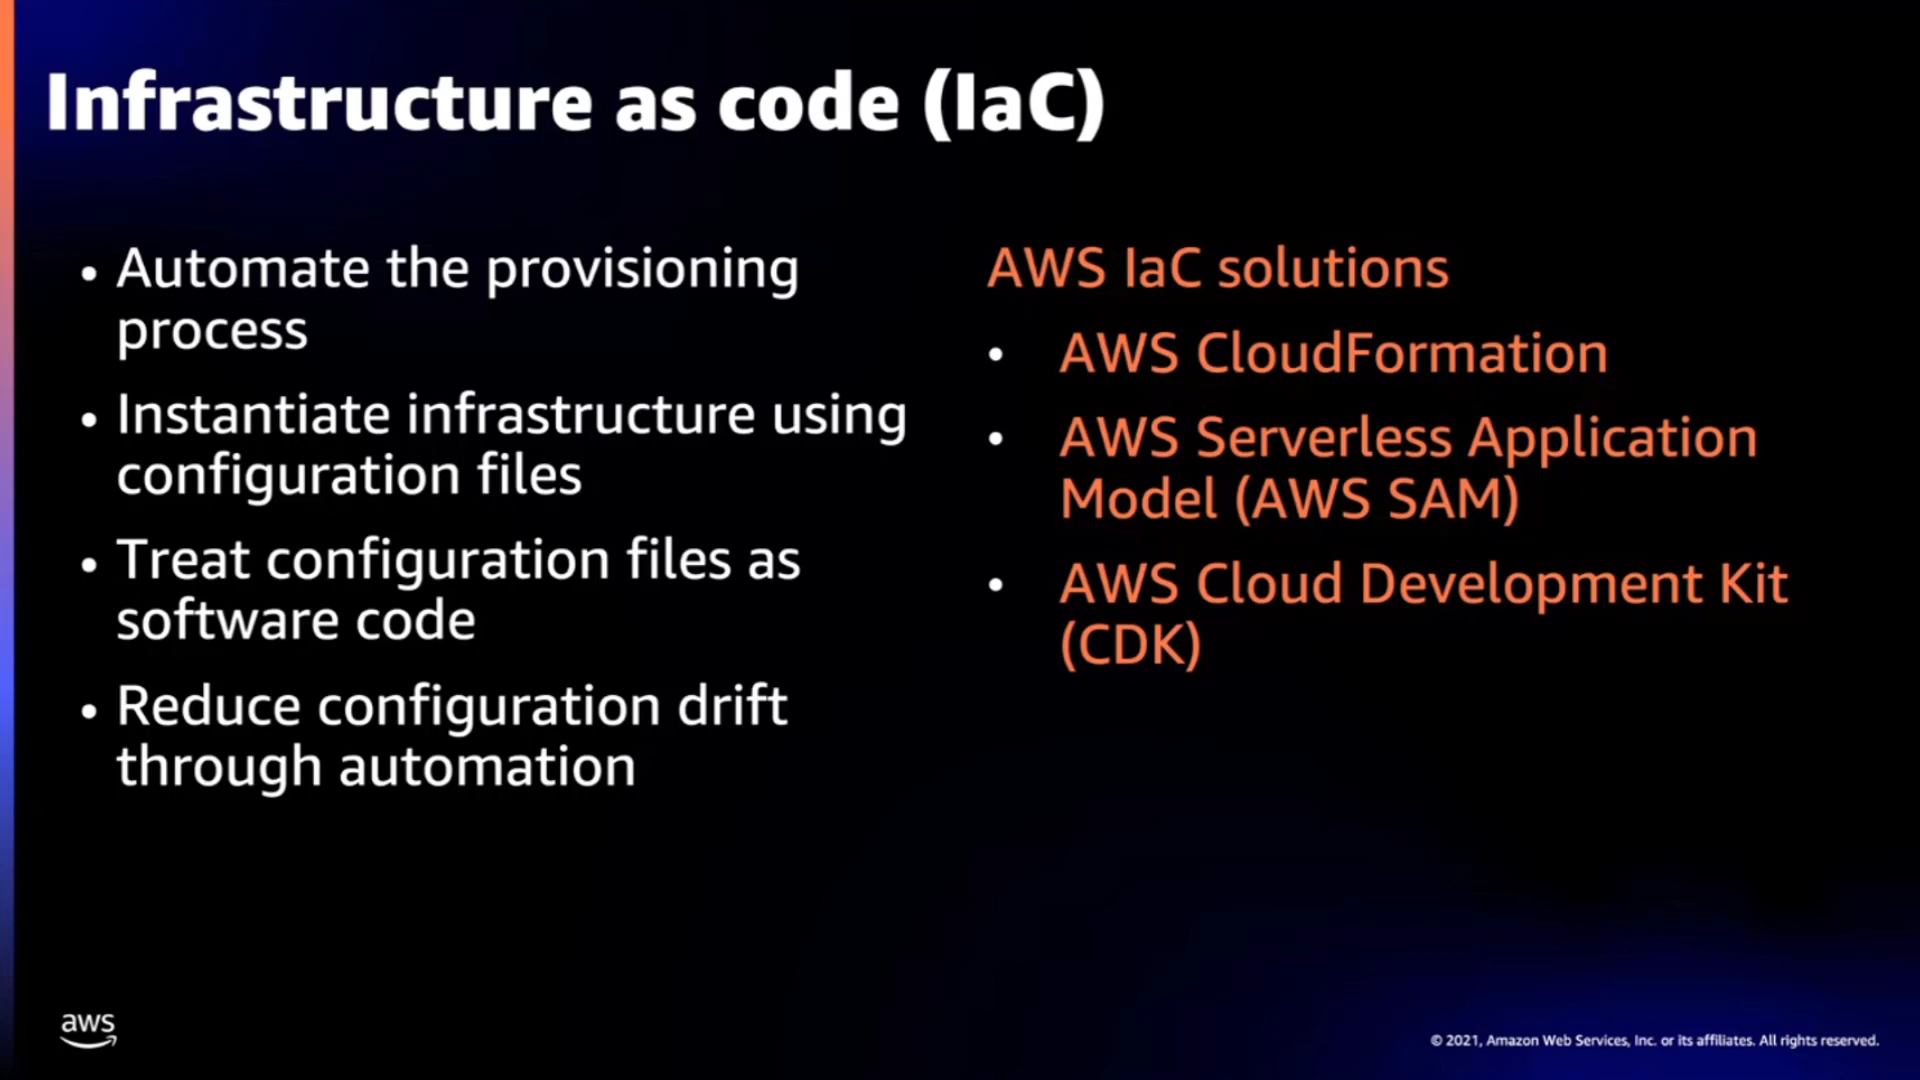 Infrastructure as code (IaC)
• Automate the provisioning
process
• Instantiate infrastructure using
configuration files
• Treat configuration files as
software code
• Reduce configuration drift
through automation
AWS IaC solutions
• AWS CloudFormation
• AWS Serverless Application
Model (AWS SAM)
• AWS Cloud Development Kit
(CDK)
aws
© 2021, Amazon Web Services, Inc. or its affiliates. All rights reserved.